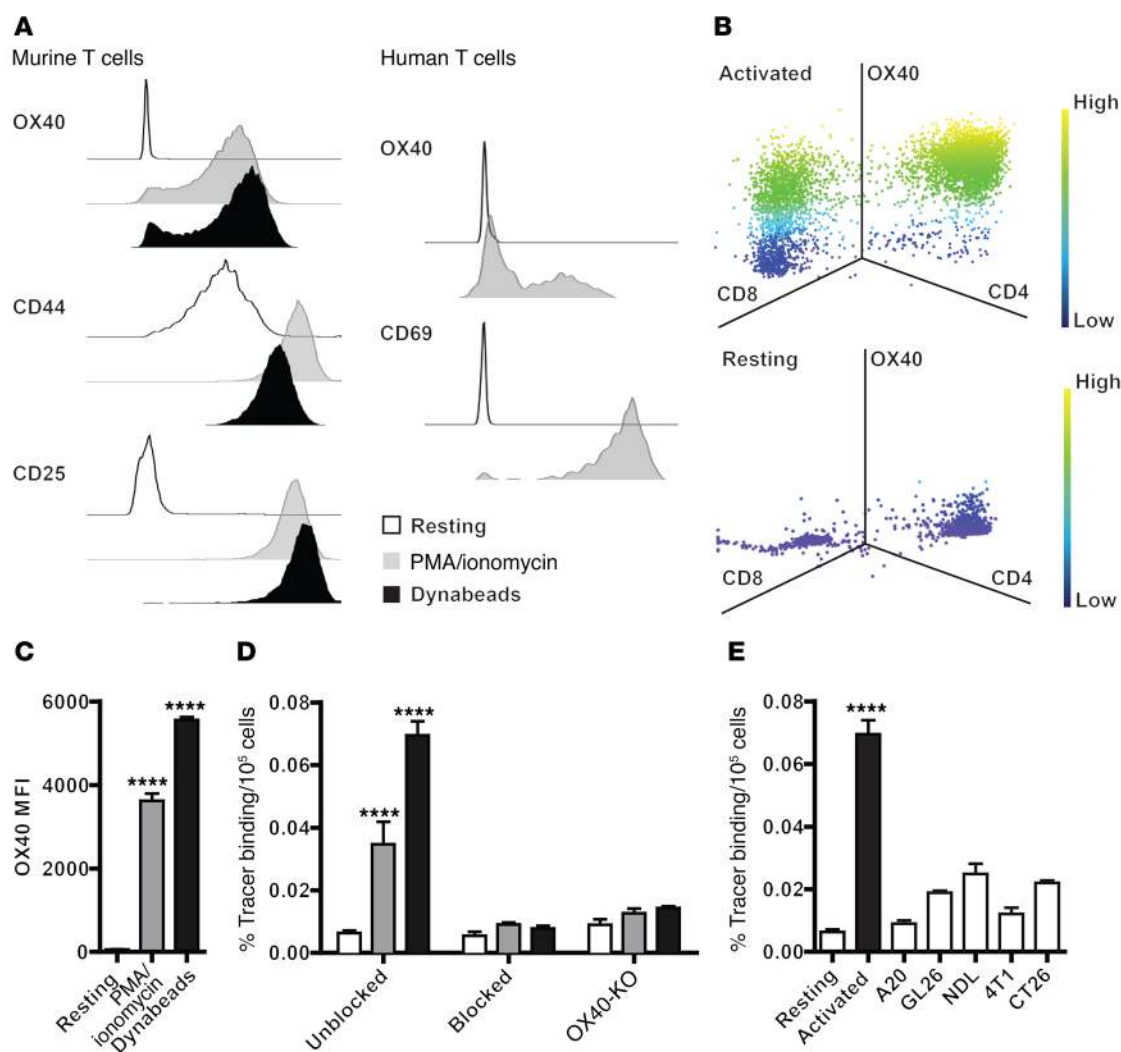 A
B
Murine T cells
Human T cells
OX40
CD44
CD25
OX40
CD69
Resting
PMA/ionomycin
Dynabeads
Activated
OX40
High
Low
CD8
CD4
Resting
OX40
High
Low
CD8
CD4
C
OX40 MFI
6000
4000
2000
0
****
****
Resting
PMA/
ionomycin
Dynabeads
D
% Tracer binding/10⁵ cells
0.08
0.06
0.04
0.02
0.00
****
****
Unblocked
Blocked
OX40-KO
E
% Tracer binding/10⁵ cells
0.08
0.06
0.04
0.02
0.00
****
Resting
Activated
A20
GL26
NDL
4T1
CT26